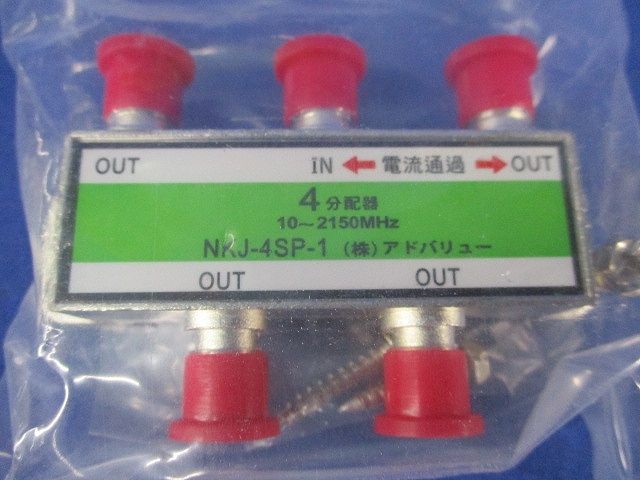 OUT IN ← 電流通過 → OUT
4分配器
10～2150MHz
NKJ-4SP-1 (株)アドバリュー
OUT OUT